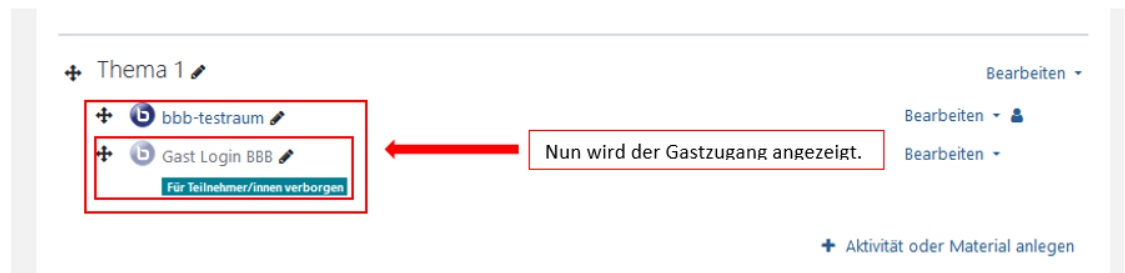 Thema 1
Bearbeiten
bbb-testraum
Bearbeiten
Gast Login BBB
Nun wird der Gastzugang angezeigt.
Bearbeiten
Für Teilnehmer/innen verborgen
Aktivität oder Material anlegen